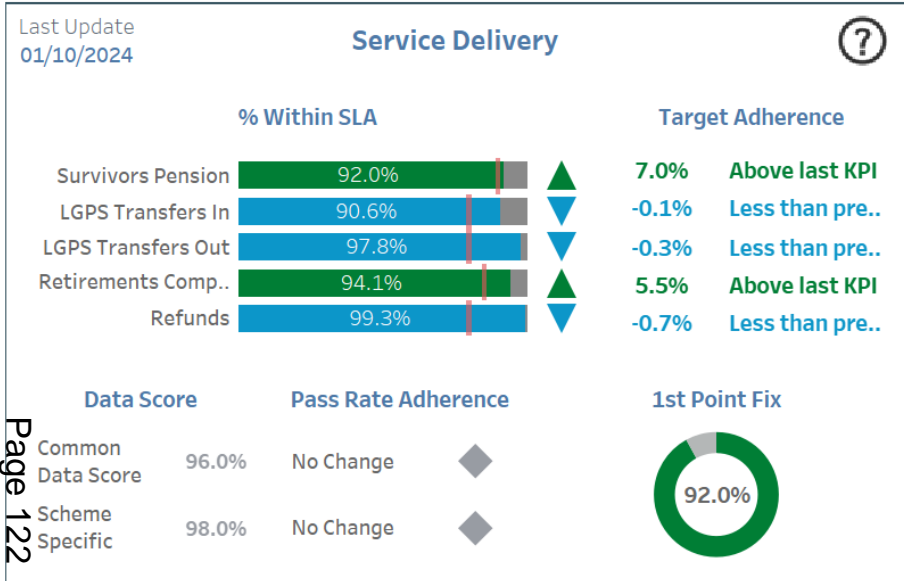 Last Update
01/10/2024
Service Delivery
?
% Within SLA
Target Adherence
Survivors Pension 92.0% 7.0% Above last KPI
LGPS Transfers In 90.6% -0.1% Less than pre..
LGPS Transfers Out 97.8% -0.3% Less than pre..
Retirements Comp.. 94.1% 5.5% Above last KPI
Refunds 99.3% -0.7% Less than pre..
Data Score
Pass Rate Adherence
1st Point Fix
Common
Data Score 96.0% No Change
Scheme
Specific 98.0% No Change
92.0%
Page 122